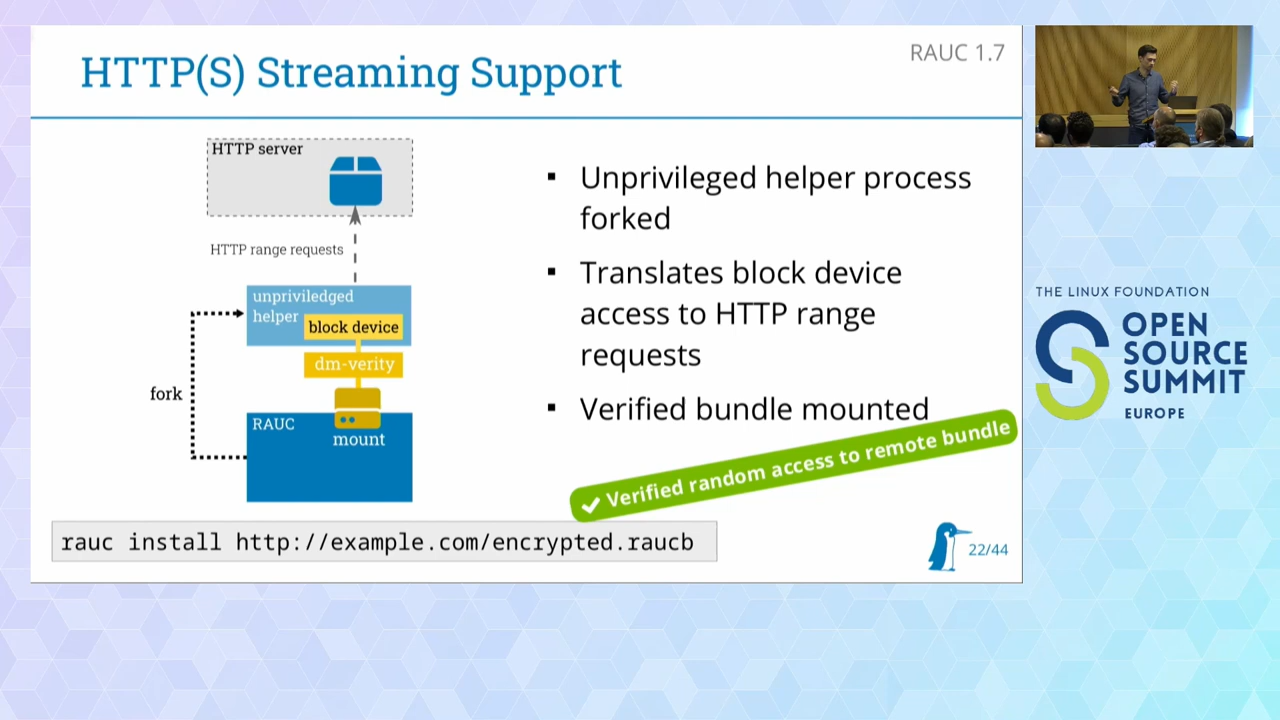 HTTP(S) Streaming Support
RAUC 1.7
HTTP server
HTTP range requests
unpriviledged
helper
block device
dm-verity
fork
RAUC
mount
▪ Unprivileged helper process
forked
▪ Translates block device
access to HTTP range
requests
▪ Verified bundle mounted
✓ Verified random access to remote bundle
rauc install http://example.com/encrypted.raucb
22/44
THE LINUX FOUNDATION
OPEN
SOURCE
SUMMIT
EUROPE